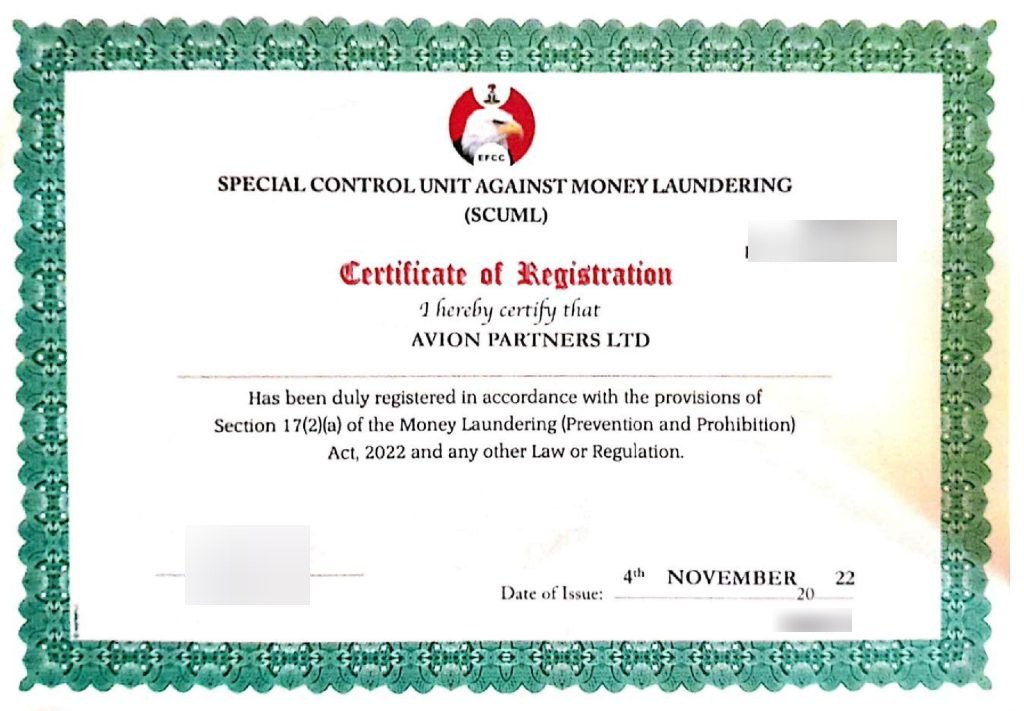 EFCC
SPECIAL CONTROL UNIT AGAINST MONEY LAUNDERING
(SCUML)
Certificate of Registration
I hereby certify that
AVION PARTNERS LTD
Has been duly registered in accordance with the provisions of
Section 17(2)(a) of the Money Laundering (Prevention and Prohibition)
Act, 2022 and any other Law or Regulation.
Date of Issue: 4th NOVEMBER 20 22